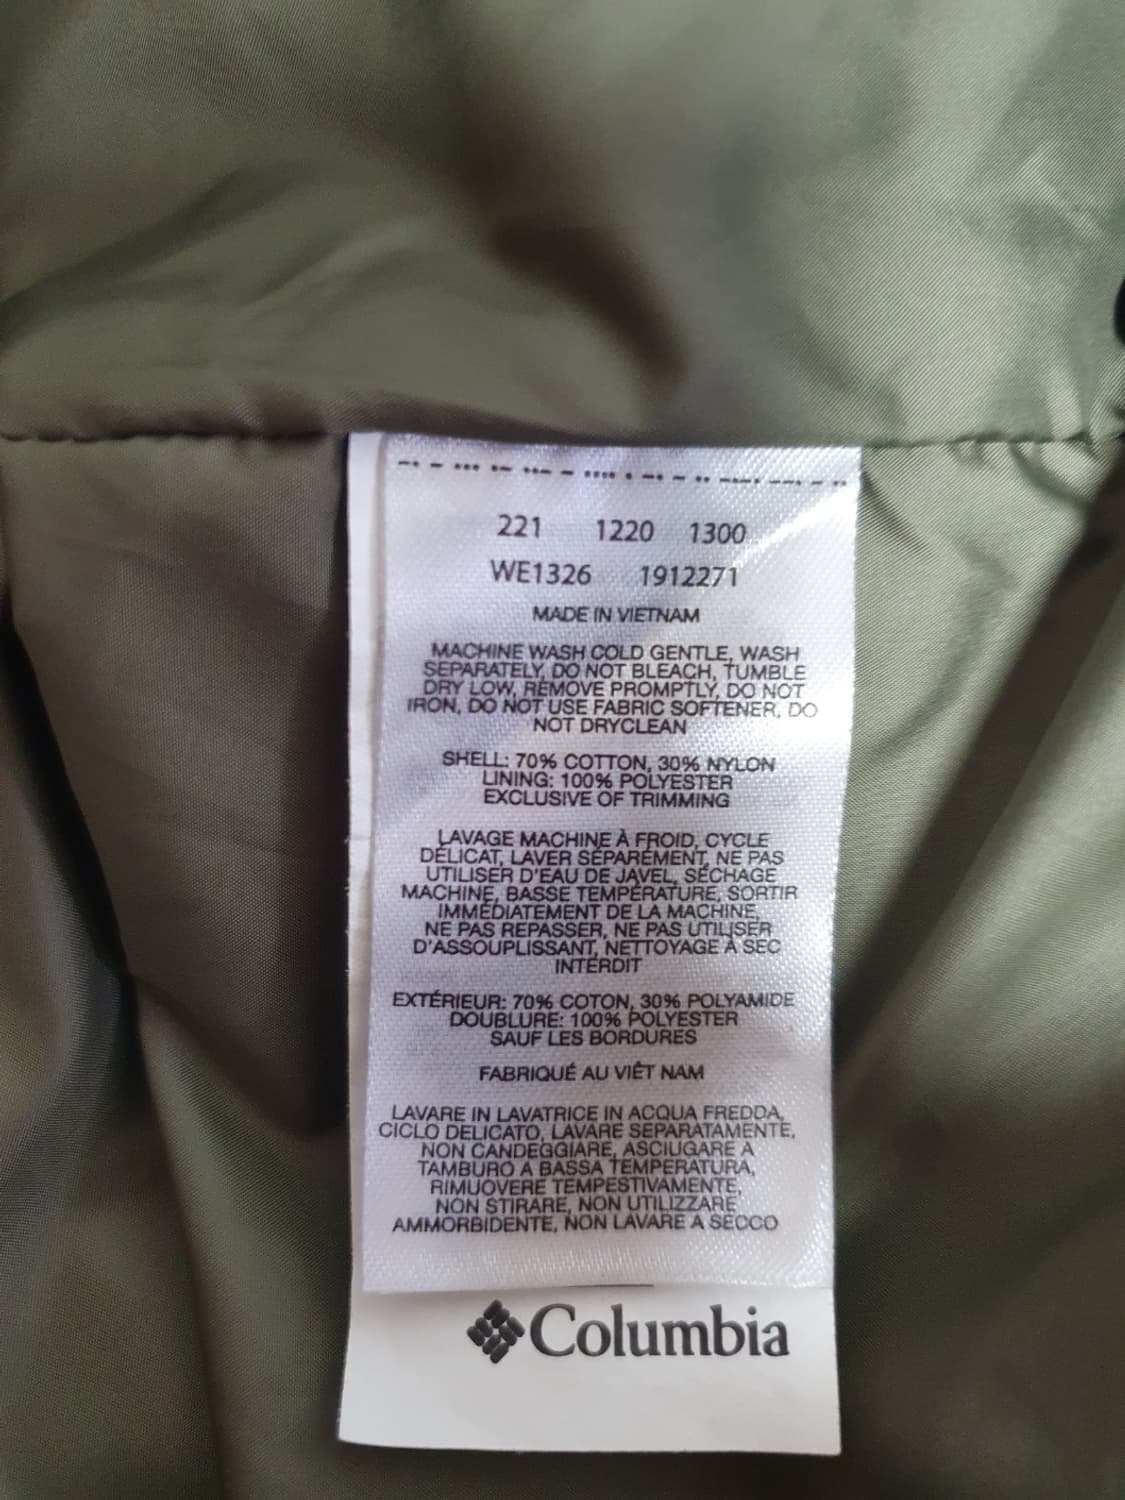 221 1220 1300
WE1326 1912271
MADE IN VIETNAM
MACHINE WASH COLD GENTLE, WASH
SEPARATELY, DO NOT BLEACH, TUMBLE
DRY LOW, REMOVE PROMPTLY, DO NOT
IRON, DO NOT USE FABRIC SOFTENER, DO
NOT DRYCLEAN
SHELL: 70% COTTON, 30% NYLON
LINING: 100% POLYESTER
EXCLUSIVE OF TRIMMING
LAVAGE MACHINE À FROID, CYCLE
DÉLICAT, LAVER SÉPARÉMENT, NE PAS
UTILISER D'EAU DE JAVEL, SÉCHAGE
MACHINE, BASSE TEMPÉRATURE, SORTIR
IMMÉDIATEMENT DE LA MACHINE,
NE PAS REPASSER, NE PAS UTILISER
D'ASSOUPLISSANT, NETTOYAGE À SEC
INTERDIT
EXTÉRIEUR: 70% COTON, 30% POLYAMIDE
DOUBLURE: 100% POLYESTER
SAUF LES BORDURES
FABRIQUÉ AU VIÊT NAM
LAVARE IN LAVATRICE IN ACQUA FREDDA,
CICLO DELICATO, LAVARE SEPARATAMENTE,
NON CANDEGGIARE, ASCIUGARE A
TAMBURO A BASSA TEMPERATURA,
RIMUOVERE TEMPESTIVAMENTE,
NON STIRARE, NON UTILIZZARE
AMMORBIDENTE, NON LAVARE A SECCO
Columbia